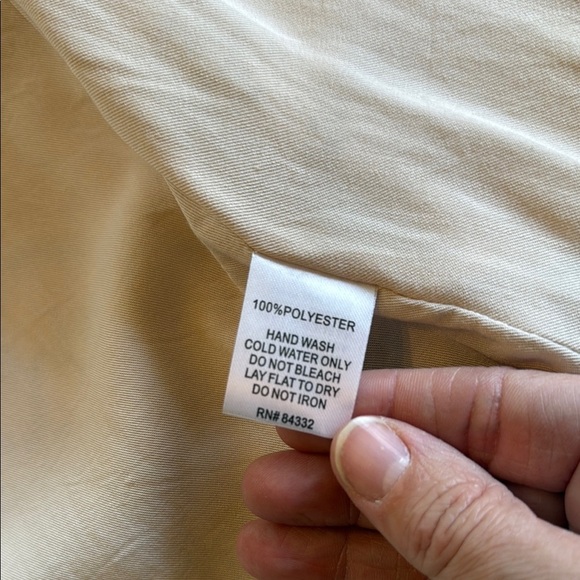 100%POLYESTER
HAND WASH
COLD WATER ONLY
DO NOT BLEACH
LAY FLAT TO DRY
DO NOT IRON
RN# 84332